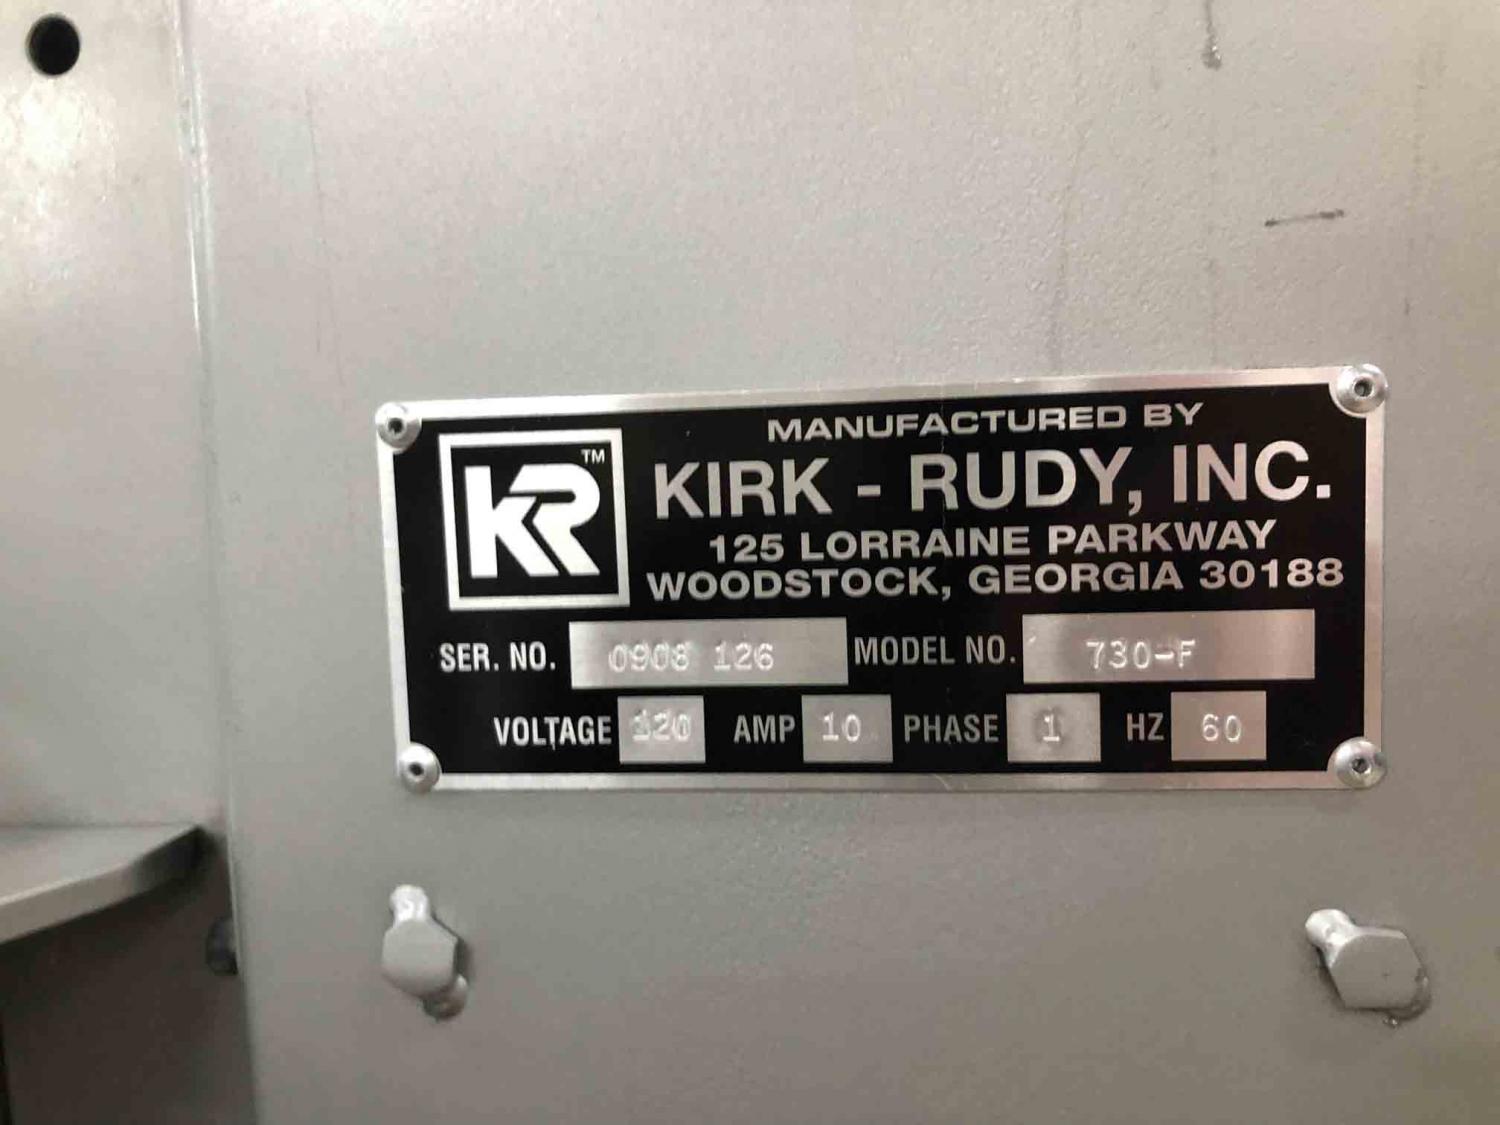 MANUFACTURED BY
KR™
KIRK - RUDY, INC.
125 LORRAINE PARKWAY
WOODSTOCK, GEORGIA 30188
SER. NO. 0908 126 MODEL NO. 730-F
VOLTAGE 120 AMP 10 PHASE 1 HZ 60